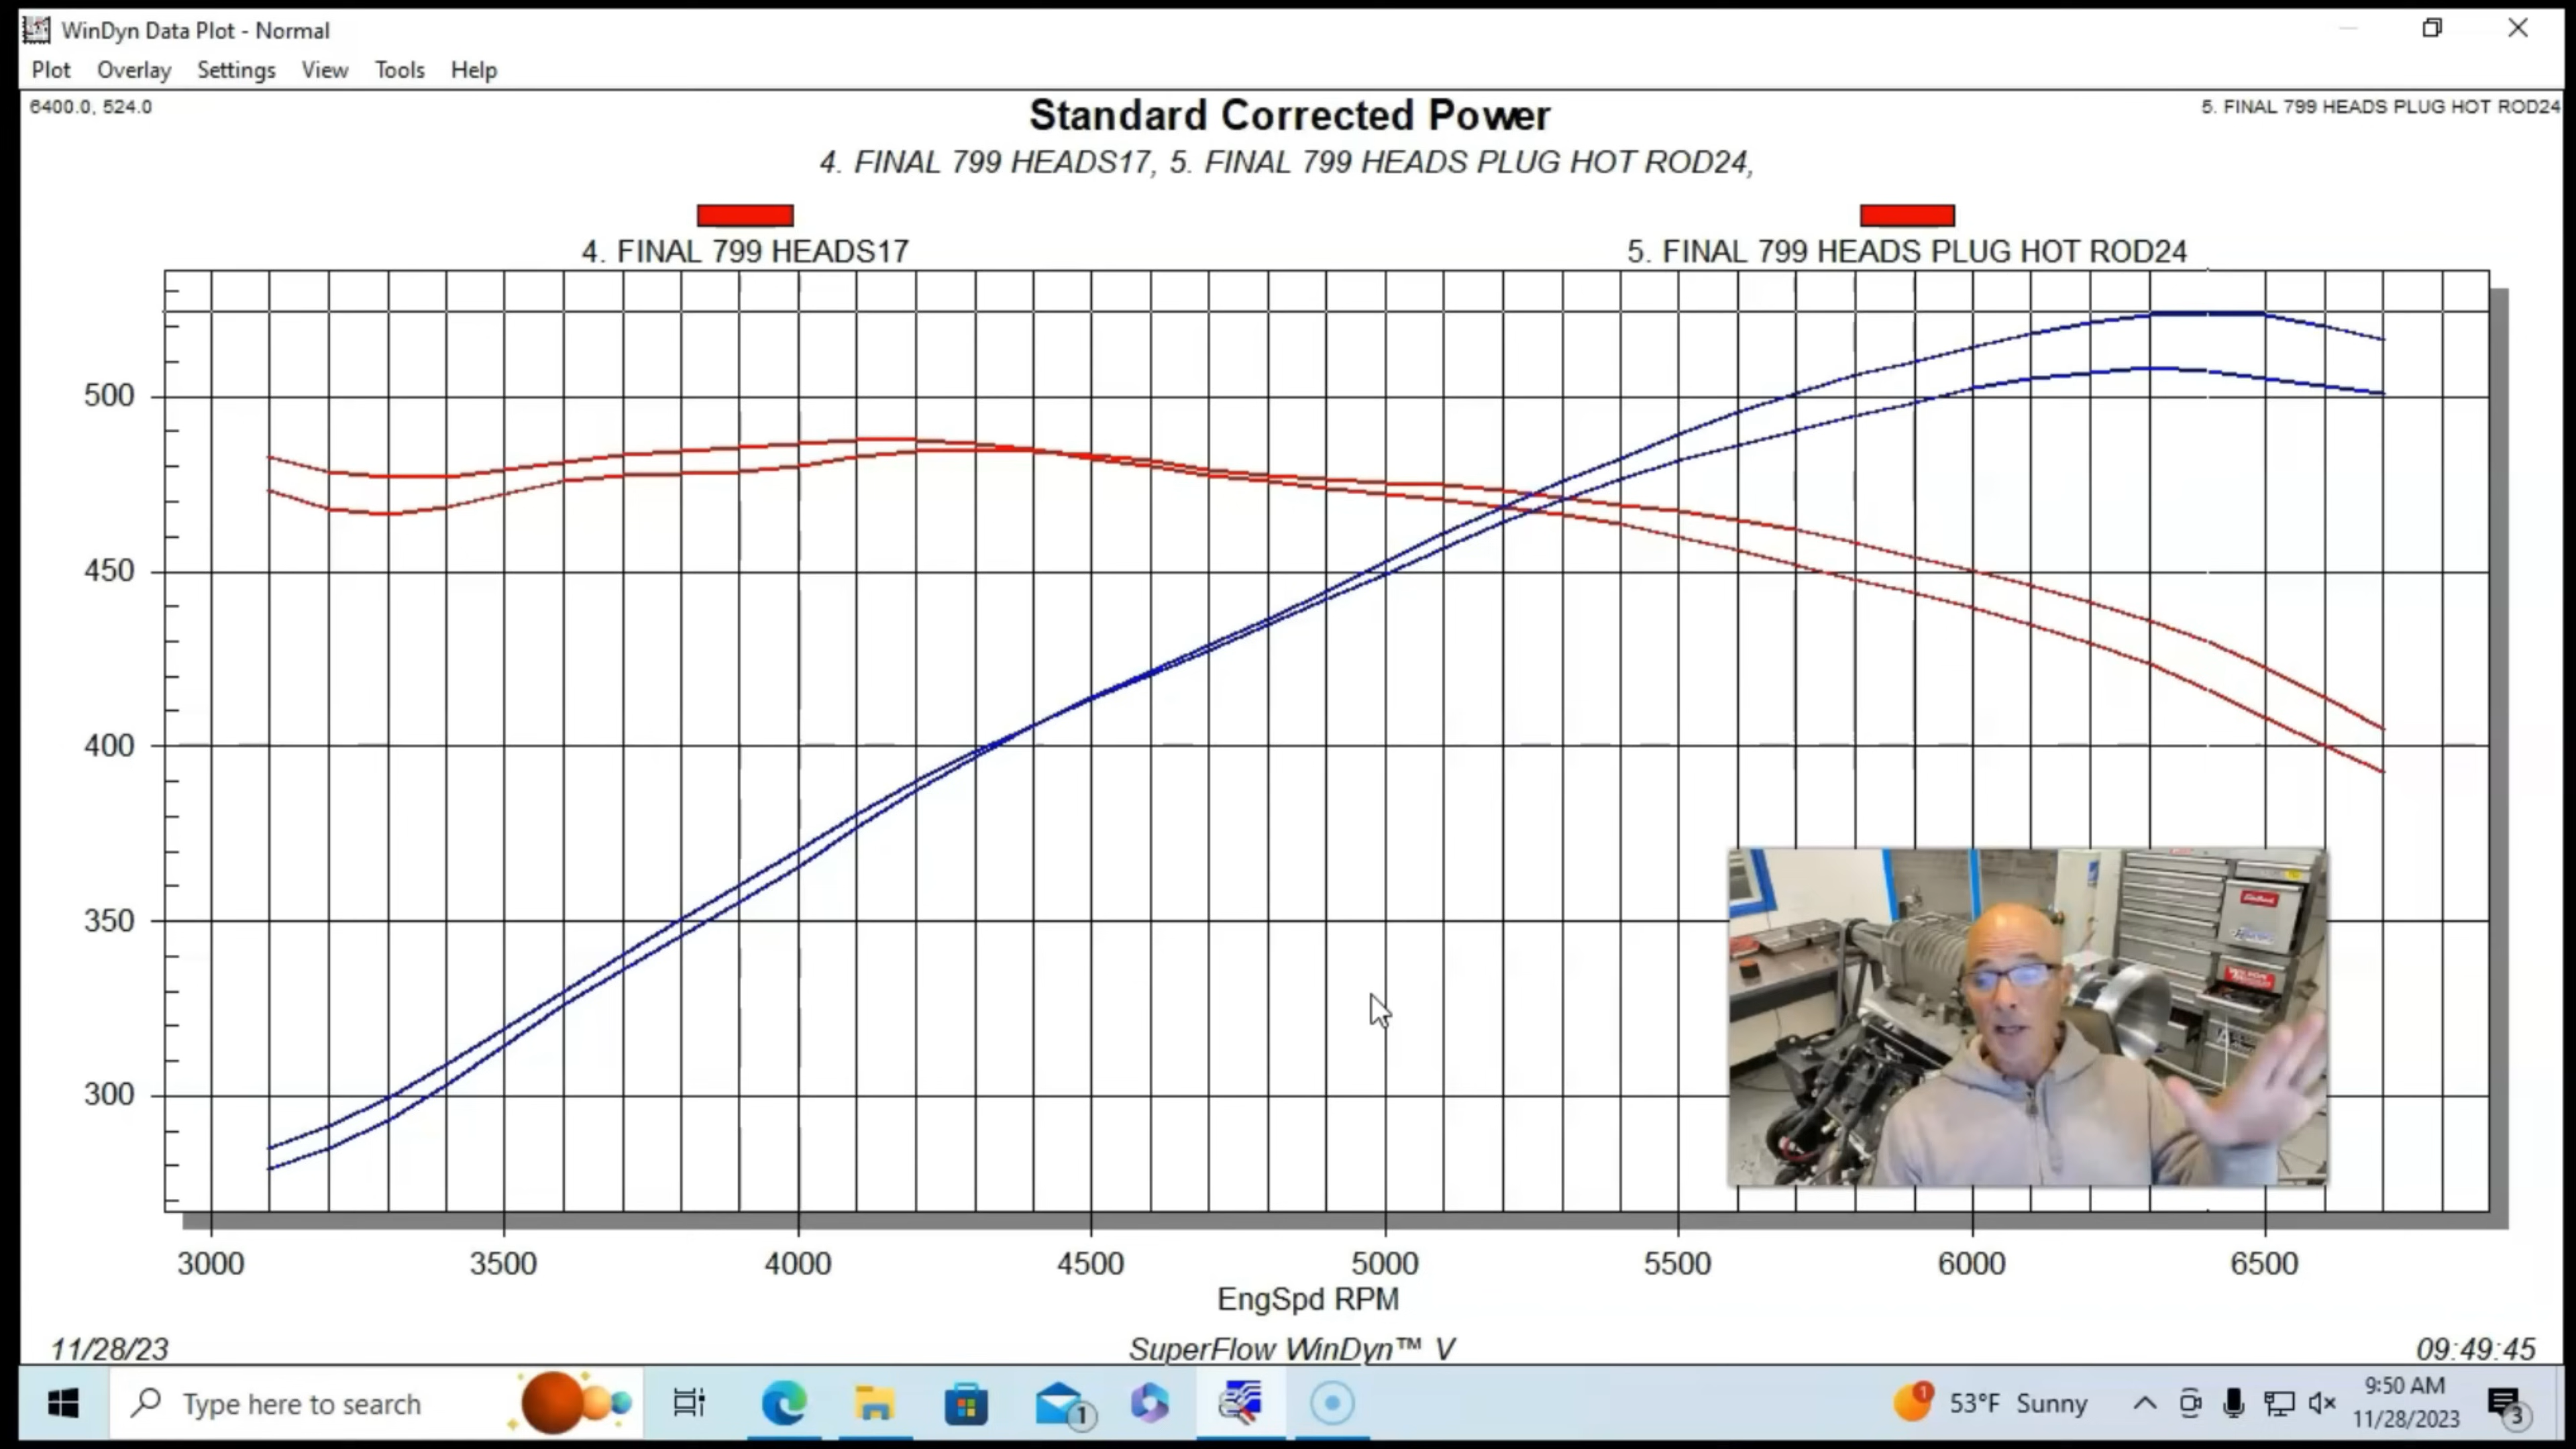 WinDyn Data Plot - Normal
Plot Overlay Settings View Tools Help
6400.0, 524.0
Standard Corrected Power
5. FINAL 799 HEADS PLUG HOT ROD24
4. FINAL 799 HEADS17, 5. FINAL 799 HEADS PLUG HOT ROD24,
4. FINAL 799 HEADS17
5. FINAL 799 HEADS PLUG HOT ROD24
500
450
400
350
300
3000 3500 4000 4500 5000 5500 6000 6500
EngSpd RPM
11/28/23
SuperFlow WinDyn™ V
09:49:45
Type here to search
1
1
53°F Sunny
9:50 AM
11/28/2023
3